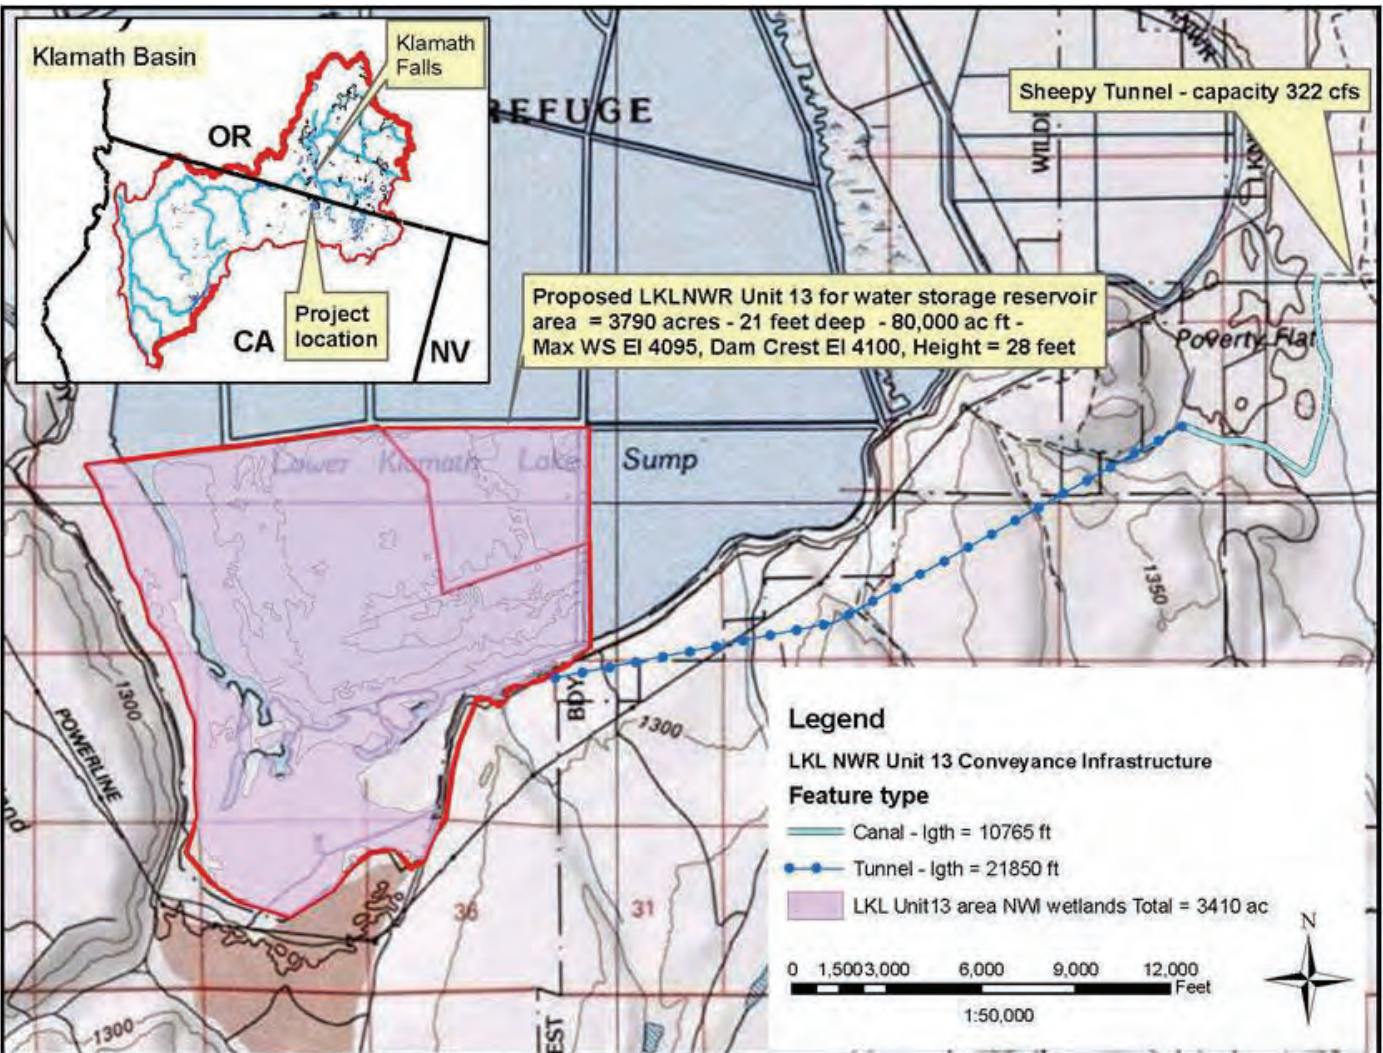 Klamath Basin
Klamath
Falls
OR
CA
NV
Project
location
REFUGE
WILD
NWR
KLA
Sheepy Tunnel - capacity 322 cfs
Proposed LKLNWR Unit 13 for water storage reservoir
area = 3790 acres - 21 feet deep - 80,000 ac ft -
Max WS El 4095, Dam Crest El 4100, Height = 28 feet
Poverty Flat
Lower Klamath Lake Sump
1350
1300
POWERLINE
BDY
1300
36
31
1300
EST
Legend
LKL NWR Unit 13 Conveyance Infrastructure
Feature type
Canal - lgth = 10765 ft
Tunnel - lgth = 21850 ft
LKL Unit13 area NWI wetlands Total = 3410 ac
N
0 1,500 3,000 6,000 9,000 12,000
Feet
1:50,000